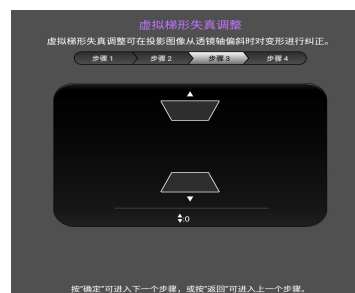 虚拟梯形失真调整
虚拟梯形失真调整可在投影图像从透镜轴偏斜时对变形进行纠正。
步骤 1 步骤 2 步骤 3 步骤 4
:0
按"确定"可进入下一个步骤，或按"返回"可进入上一个步骤。